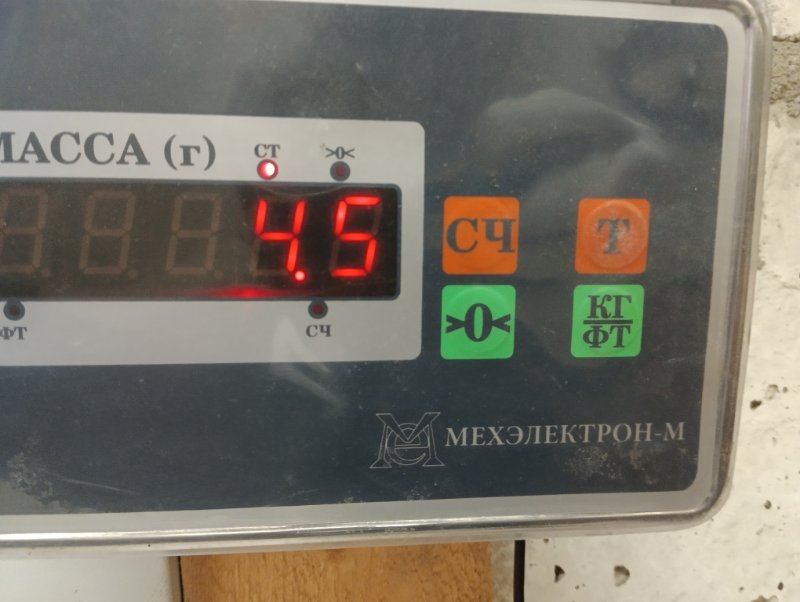 МАССА (г)
СТ >0<
4.5
ФТ СЧ
СЧ Т
>0< КГ/ФТ
МЕХЭЛЕКТРОН-М